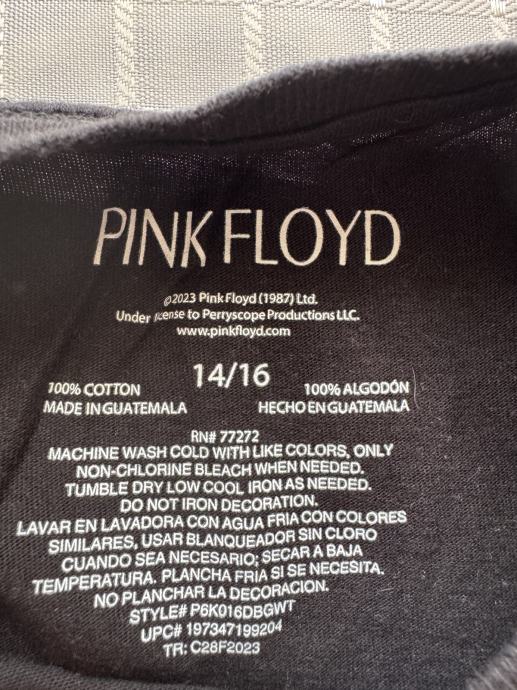 PINK FLOYD
©2023 Pink Floyd (1987) Ltd.
Under license to Perryscope Productions LLC.
www.pinkfloyd.com
14/16
100% COTTON
MADE IN GUATEMALA
100% ALGODÓN
HECHO EN GUATEMALA
RN# 77272
MACHINE WASH COLD WITH LIKE COLORS, ONLY
NON-CHLORINE BLEACH WHEN NEEDED.
TUMBLE DRY LOW COOL IRON AS NEEDED.
DO NOT IRON DECORATION.
LAVAR EN LAVADORA CON AGUA FRIA CON COLORES
SIMILARES, USAR BLANQUEADOR SIN CLORO
CUANDO SEA NECESARIO; SECAR A BAJA
TEMPERATURA. PLANCHA FRIA SI SE NECESITA.
NO PLANCHAR LA DECORACION.
STYLE# P6K016DBGWT
UPC# 197347199204
TR: C28F2023